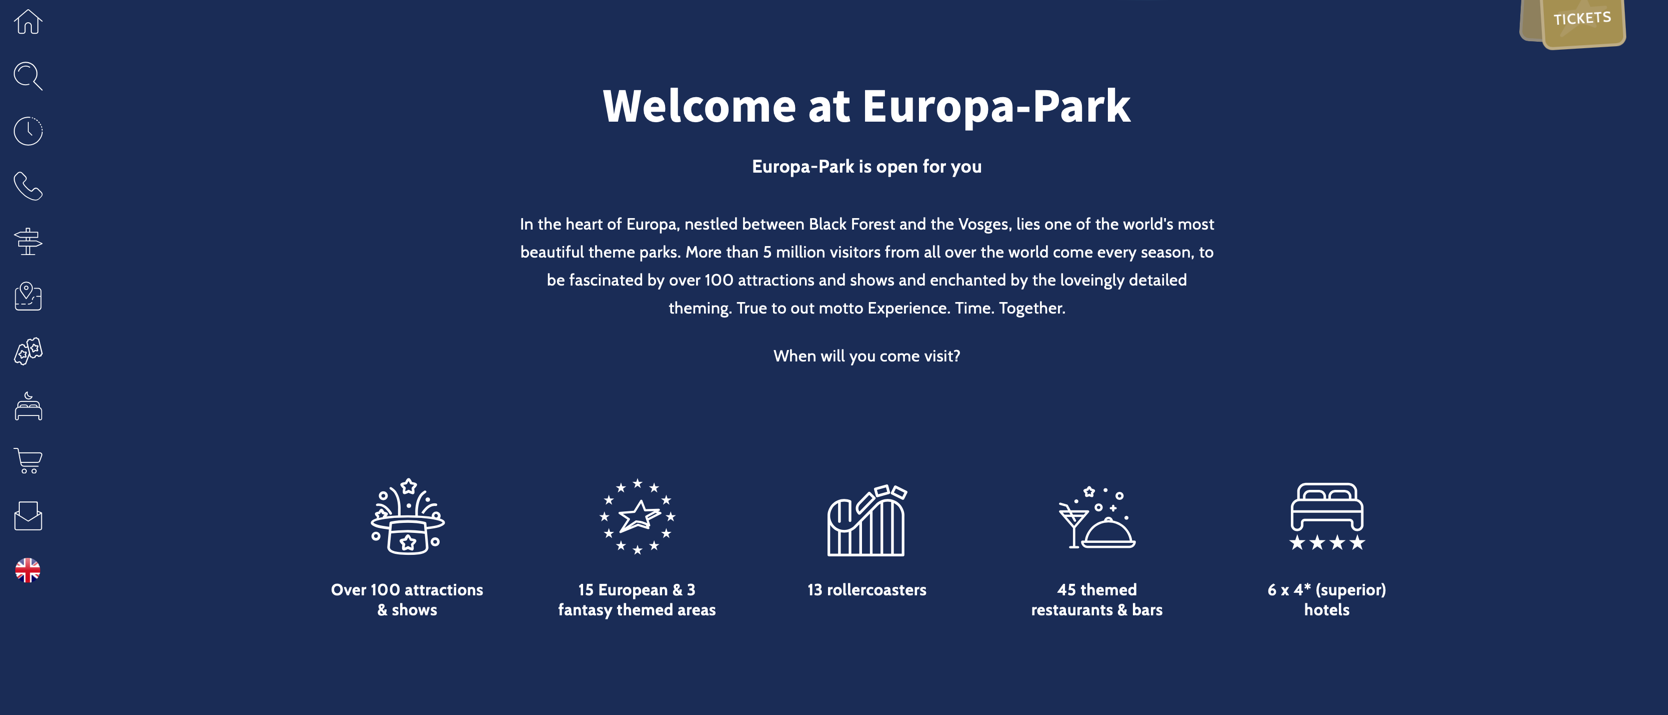 TICKETS
Welcome at Europa-Park
Europa-Park is open for you
In the heart of Europa, nestled between Black Forest and the Vosges, lies one of the world's most
beautiful theme parks. More than 5 million visitors from all over the world come every season, to
be fascinated by over 100 attractions and shows and enchanted by the loveingly detailed
theming. True to out motto Experience. Time. Together.
When will you come visit?
Over 100 attractions
& shows
15 European & 3
fantasy themed areas
13 rollercoasters
45 themed
restaurants & bars
6 x 4* (superior)
hotels